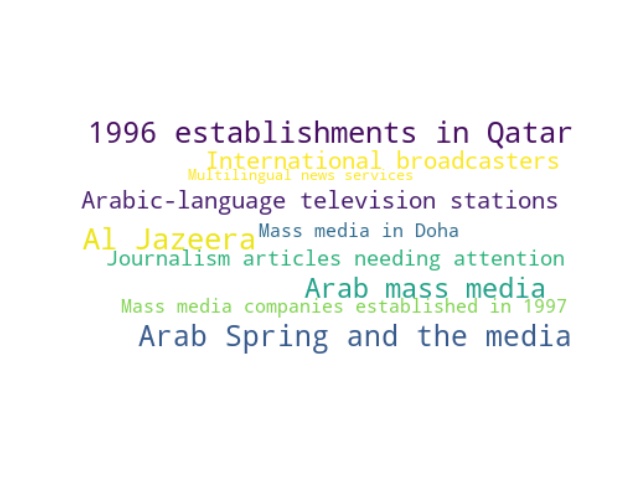 1996 establishments in Qatar
International broadcasters
Multilingual news services
Arabic-language television stations
Mass media in Doha
Al Jazeera
Journalism articles needing attention
Arab mass media
Mass media companies established in 1997
Arab Spring and the media